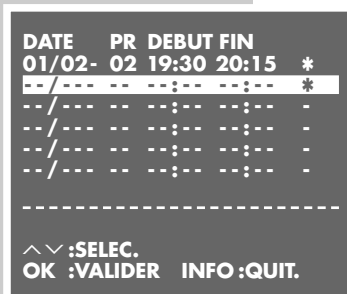 DATE PR DEBUT FIN
01/02- 02 19:30 20:15 *
--/--- -- --:-- --:-- *
--/--- -- --:-- --:-- -
--/--- -- --:-- --:-- -
--/--- -- --:-- --:-- -
--/--- -- --:-- --:-- -
--------------------------
︿﹀:SELEC.
OK :VALIDER INFO :QUIT.